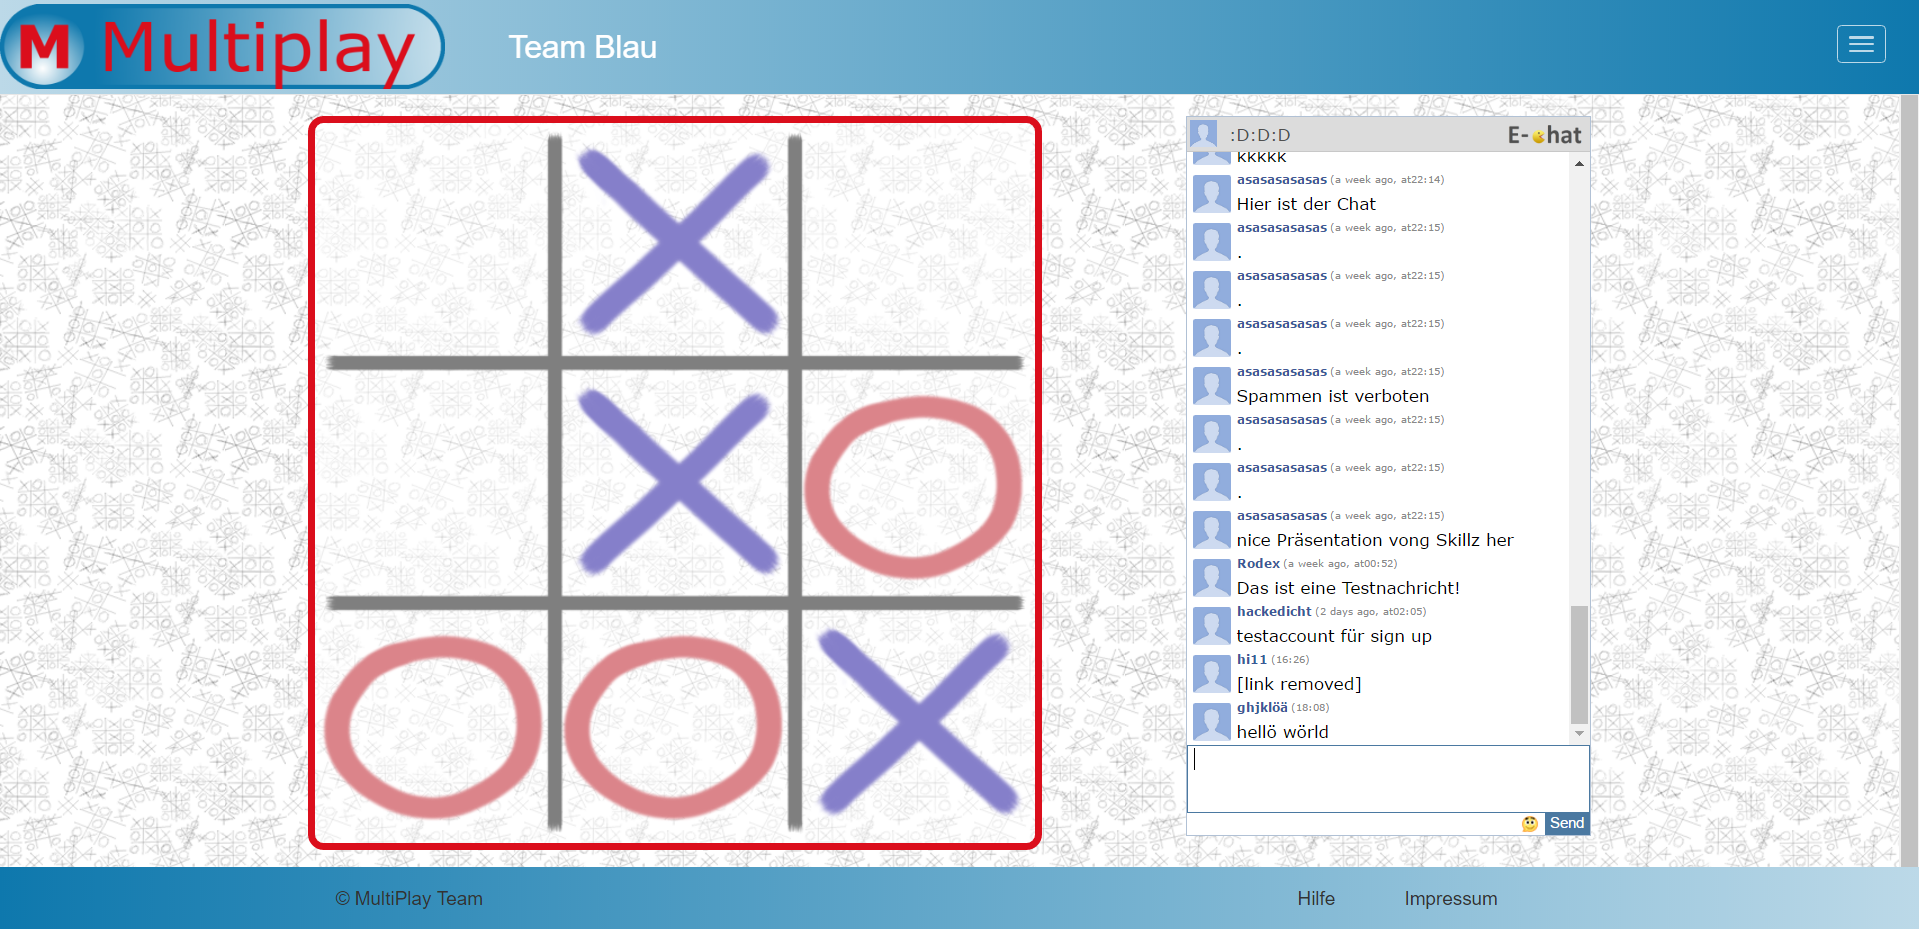 M Multiplay
Team Blau
:D:D:D
E-hat
kkkkk
asasasasasas (a week ago, at22:14)
Hier ist der Chat
asasasasasas (a week ago, at22:15)
.
asasasasasas (a week ago, at22:15)
.
asasasasasas (a week ago, at22:15)
.
asasasasasas (a week ago, at22:15)
Spammen ist verboten
asasasasasas (a week ago, at22:15)
.
asasasasasas (a week ago, at22:15)
.
asasasasasas (a week ago, at22:15)
nice Präsentation vong Skillz her
Rodex (a week ago, at00:52)
Das ist eine Testnachricht!
hackedicht (2 days ago, at02:05)
testaccount für sign up
hi11 (16:26)
[link removed]
ghjklöä (18:08)
hellö wörld
Send
© MultiPlay Team
Hilfe
Impressum